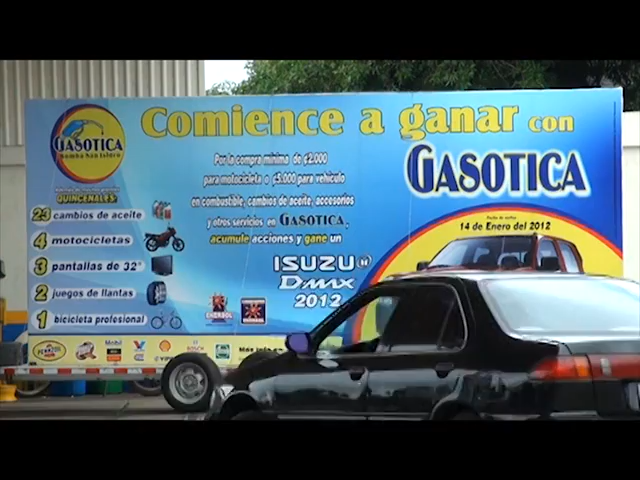 Comience a ganar con
GASOTICA
GASOTICA
Bomba San Isidro
QUINCENALES:
23 cambios de aceite
4 motocicletas
3 pantallas de 32"
2 juegos de llantas
1 bicicleta profesional
Por la compra mínima de ¢2.000
para motocicleta o ¢5.000 para vehículo
en combustible, cambios de aceite, accesorios
y otros servicios en GASOTICA,
acumule acciones y gane un
ISUZU
D-MAX
2012
14 de Enero del 2012
PENNZOIL
Mobil
VALVOLINE